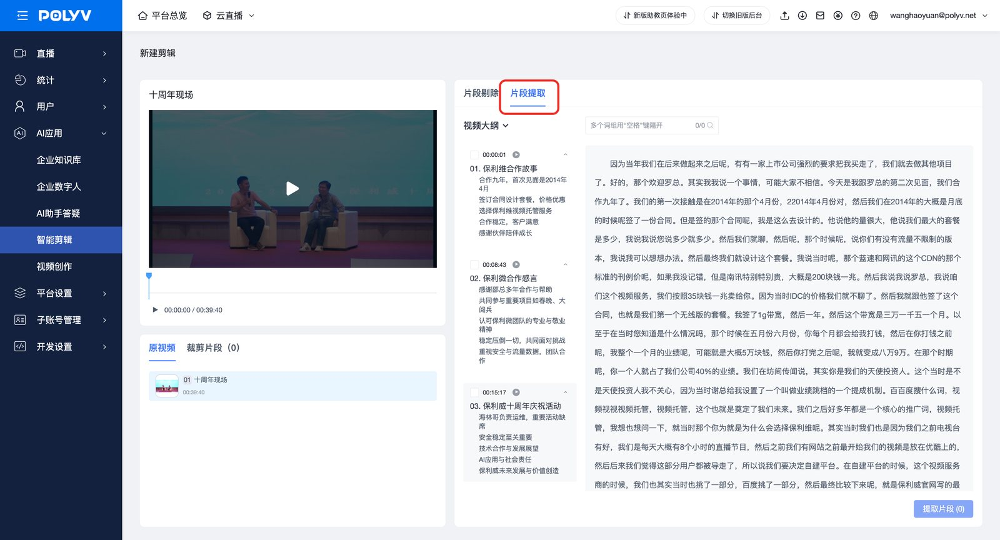 POLYV
平台总览
云直播
新版助教页体验中
切换旧版后台
wanghaoyuan@polyv.net
直播
统计
用户
AI应用
企业知识库
企业数字人
AI助手答疑
智能剪辑
视频创作
平台设置
子账号管理
开发设置
新建剪辑
十周年现场
00:00:00 / 00:39:40
原视频
裁剪片段（0）
01 十周年现场
00:39:40
片段剔除
片段提取
视频大纲
多个词组用“空格”键隔开
0/0
00:00:01
01. 保利维合作故事
合作九年，首次见面是2014年
4月
签订合同设计套餐，价格优惠
选择保利维视频托管服务
合作稳定，客户满意
感谢伙伴陪伴成长
00:08:43
02. 保利微合作感言
感谢邵总多年合作与帮助
共同参与重要项目如春晚、大
阅兵
认可保利微团队的专业与敬业
精神
稳定压倒一切，共同面对挑战
重视安全与流量数据，团队合
作
00:15:17
03. 保利威十周年庆祝活动
海林哥负责运维，重要活动缺
席
安全稳定至关重要
技术合作与发展展望
AI应用与社会责任
保利威未来发展与价值创造
因为当年我们在后来做起来之后呢，有有一家上市公司强烈的要求把我买走了，我们就去做其他项目
了。好的，那个欢迎罗总。其实我我说一个事情，可能大家不相信。今天是我跟罗总的第二次见面，我们合
作九年了。我们的第一次接触是在2014年的那个4月份，22014年4月份对，然后我们在2014年的大概是月底
的时候呢签了一份合同。但是签的那个合同呢，我是这么去设计的。他说他的量很大，他说我们最大的套餐
是多少，我说我说您说多少就多少。然后我们就聊，然后呢，那个时候呢，说你们有没有流量不限制的版
本，我说我可以想想办法。然后最终我们就设计这个套餐。我说当时呢，那个蓝速和网讯的这个CDN的那个
标准的刊例价呢，如果我没记错，但是南讯特别特别贵，大概是200块钱一兆。然后我说我说罗总，我说咱
们这个视频服务，我们按照35块钱一兆卖给你。因为当时IDC的价格我们就不聊了。然后我就跟他签了这个
合同，也就是我们第一个无线版的套餐。我签了1g带宽，然后一年。然后这个带宽是三万一千五一个月。以
至于在当时您知道是什么情况吗，那个时候在五月份六月份，你每个月都会给我打钱，然后在你打钱之前
呢，我整个一个月的业绩呢，可能就是大概5万块钱，然后你打完之后呢，我就变成八万9万。在那个时期
呢，你一个人就占了我们公司40%的业绩。我们在坊间传闻说，其实你是我们的天使投资人。这个当时是不
是天使投资人我不关心，因为当时谢总给我设置了一个叫做业绩跳档的一个提成机制。百百度搜什么词，视
频视视频托管，视频托管，这个也就是奠定了我们未来。我们之后好多年都是一个核心的推广词，视频托
管，我想也想问一下，就当时那个你为就是为什么会选择保利维呢。其实当时我们也是因为我们之前电视台
有好，我们是每天大概有8个小时的直播节目，然后之前我们有网站之前最开始我们的视频是放在优酷上的，
然后后来我们觉得这部分用户都被导走了，所以说我们要决定自建平台。在自建平台的时候，这个视频服务
商的时候，我们也其实当时也挑了一部分，百度挑了一部分，然后最终比较下来呢，就是保利威官网写的最
提取片段 (0)